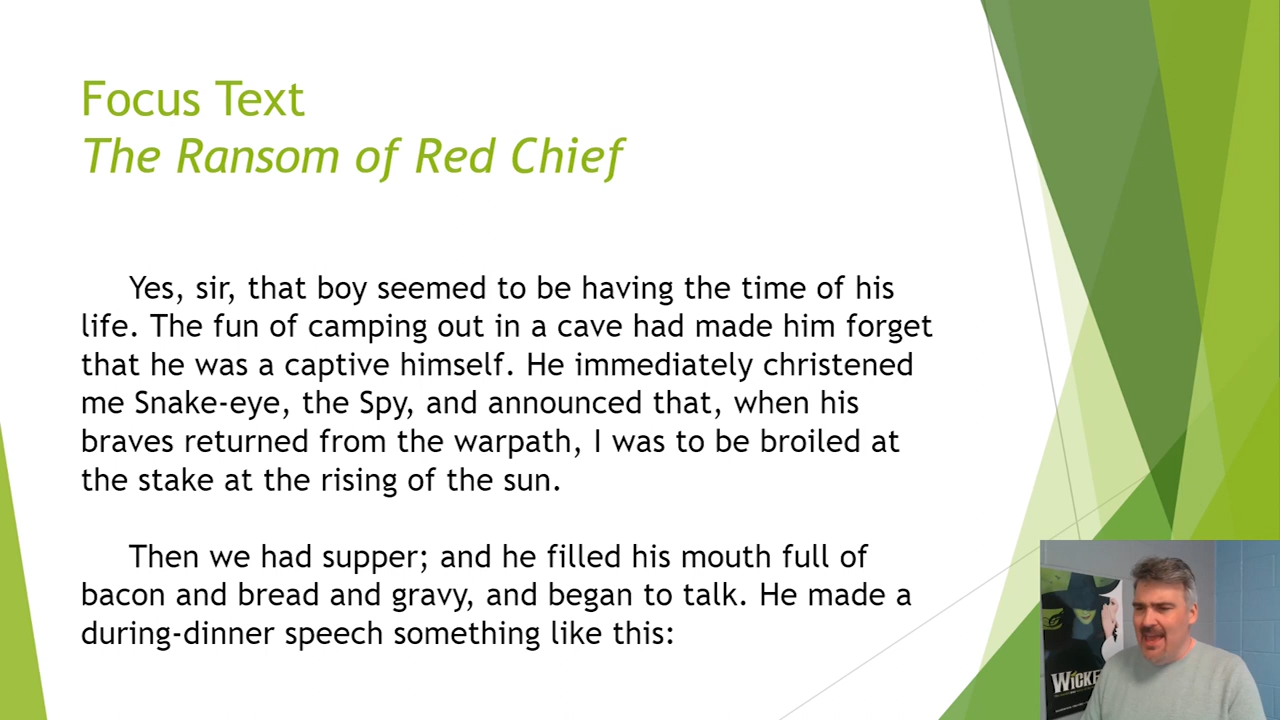 Focus Text
The Ransom of Red Chief
Yes, sir, that boy seemed to be having the time of his
life. The fun of camping out in a cave had made him forget
that he was a captive himself. He immediately christened
me Snake-eye, the Spy, and announced that, when his
braves returned from the warpath, I was to be broiled at
the stake at the rising of the sun.
Then we had supper; and he filled his mouth full of
bacon and bread and gravy, and began to talk. He made a
during-dinner speech something like this: